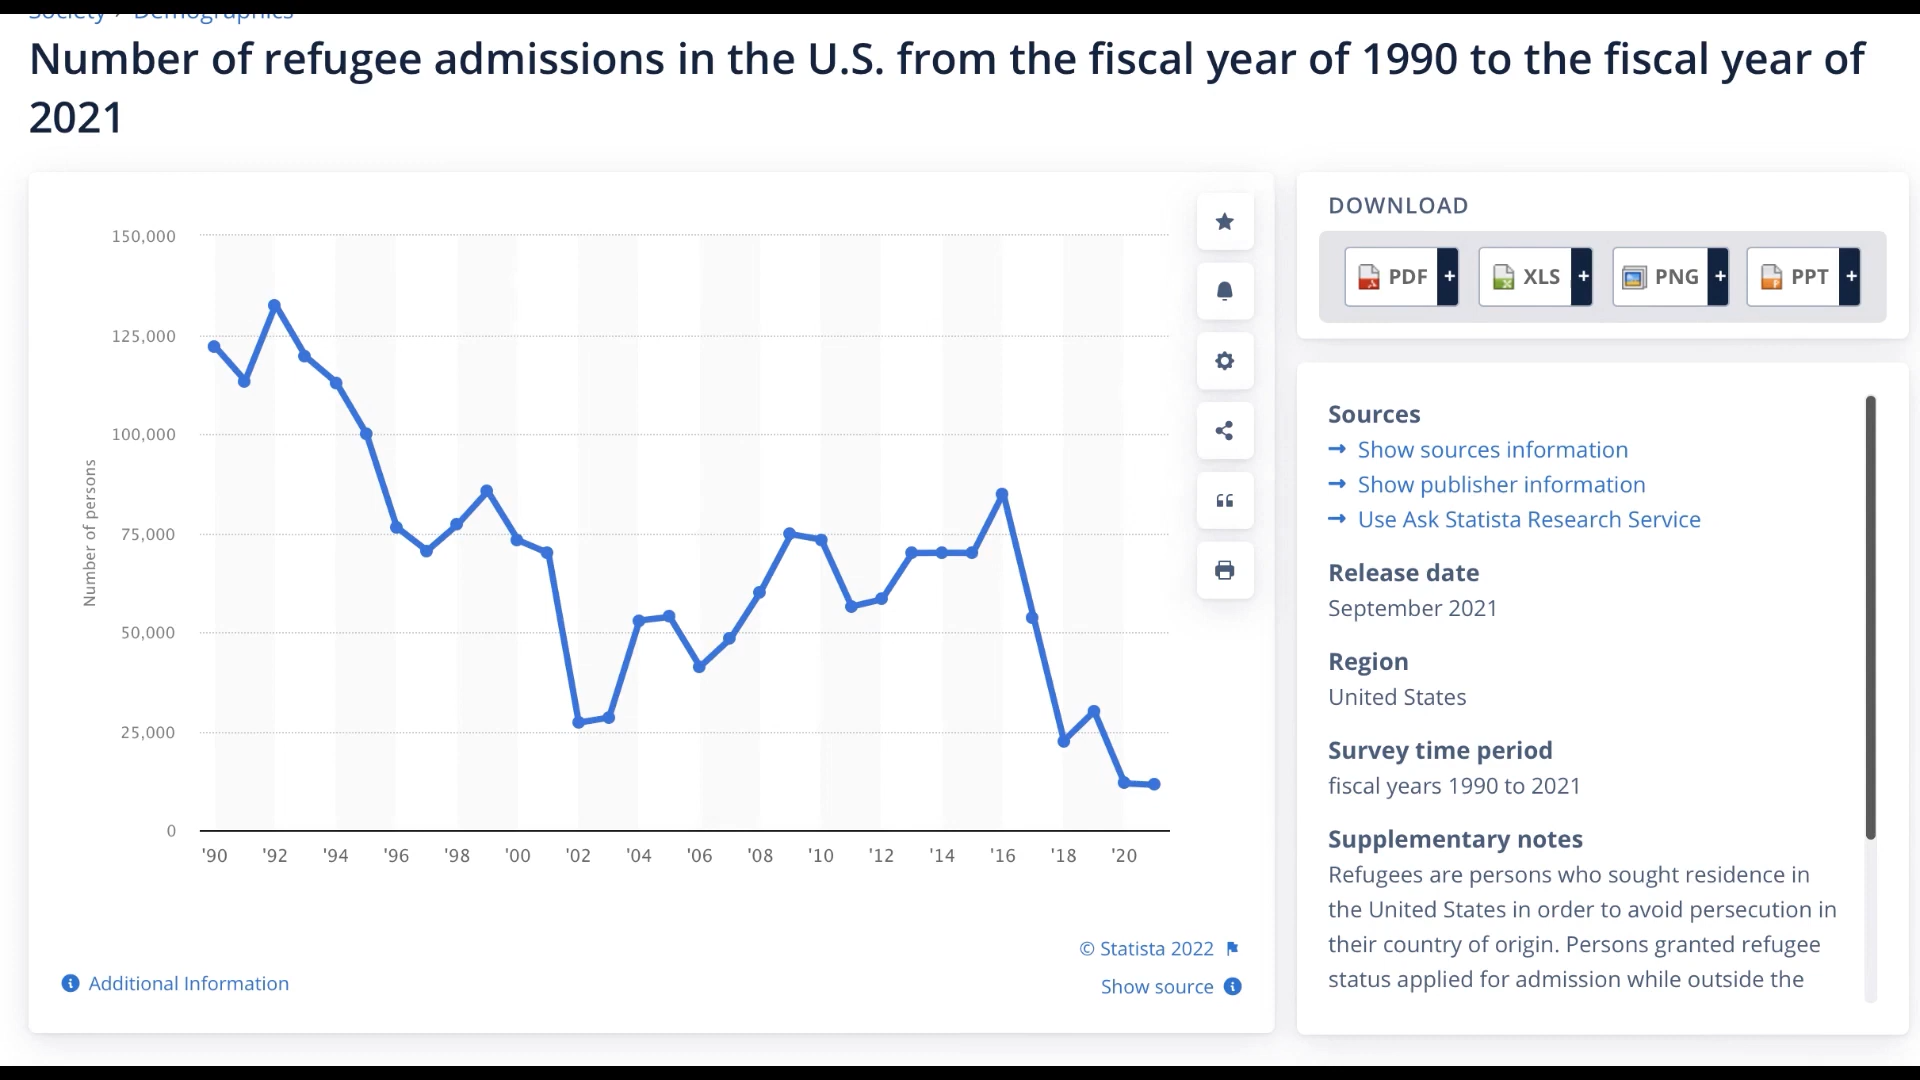 Society › Demographics
Number of refugee admissions in the U.S. from the fiscal year of 1990 to the fiscal year of
2021
150,000
125,000
100,000
75,000
50,000
25,000
0
Number of persons
'90 '92 '94 '96 '98 '00 '02 '04 '06 '08 '10 '12 '14 '16 '18 '20
© Statista 2022
Additional Information
Show source
DOWNLOAD
PDF + XLS + PNG + PPT +
Sources
→ Show sources information
→ Show publisher information
→ Use Ask Statista Research Service
Release date
September 2021
Region
United States
Survey time period
fiscal years 1990 to 2021
Supplementary notes
Refugees are persons who sought residence in
the United States in order to avoid persecution in
their country of origin. Persons granted refugee
status applied for admission while outside the